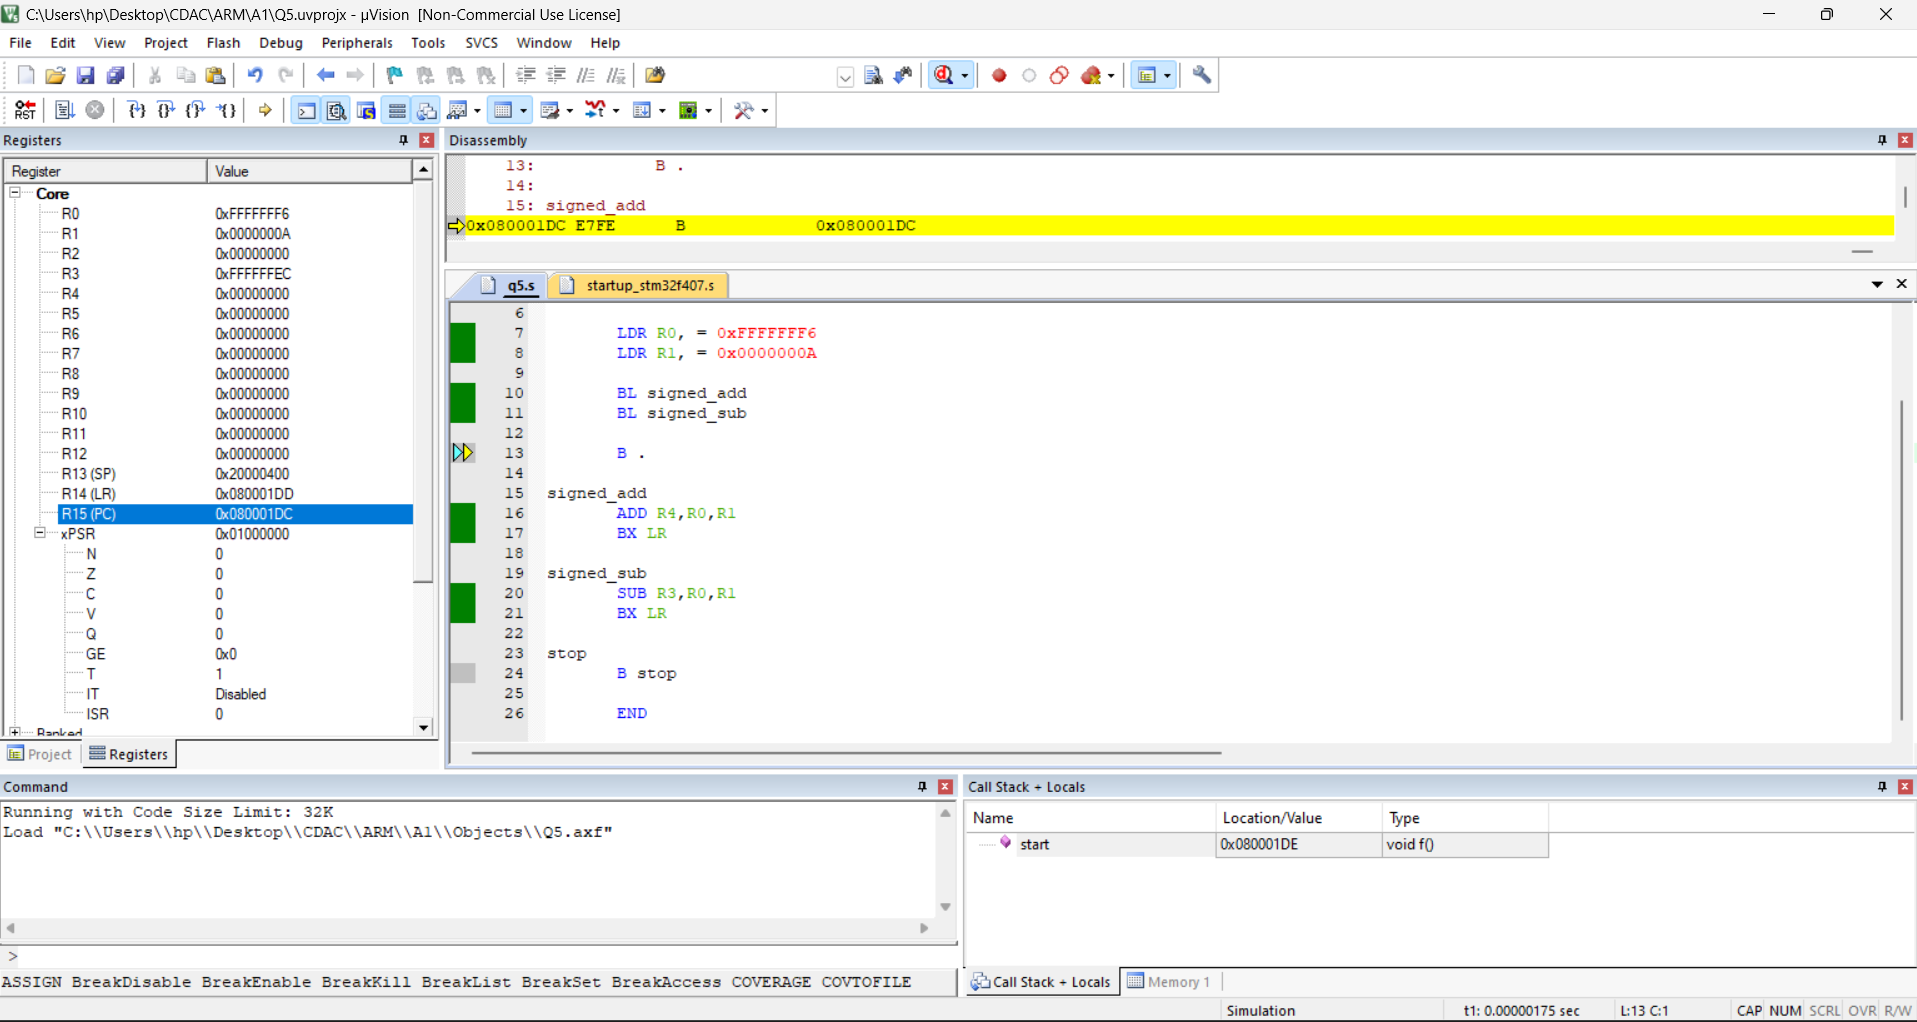 C:\Users\hp\Desktop\CDAC\ARM\A1\Q5.uvprojx - µVision [Non-Commercial Use License]
File Edit View Project Flash Debug Peripherals Tools SVCS Window Help
RST
Registers
Register Value
Core
R0 0xFFFFFFF6
R1 0x0000000A
R2 0x00000000
R3 0xFFFFFFEC
R4 0x00000000
R5 0x00000000
R6 0x00000000
R7 0x00000000
R8 0x00000000
R9 0x00000000
R10 0x00000000
R11 0x00000000
R12 0x00000000
R13 (SP) 0x20000400
R14 (LR) 0x080001DD
R15 (PC) 0x080001DC
xPSR 0x01000000
N 0
Z 0
C 0
V 0
Q 0
GE 0x0
T 1
IT Disabled
ISR 0
Banked
Project Registers
Disassembly
13: B .
14:
15: signed_add
0x080001DC E7FE B 0x080001DC
q5.s startup_stm32f407.s
6
7 LDR R0, = 0xFFFFFFF6
8 LDR R1, = 0x0000000A
9
10 BL signed_add
11 BL signed_sub
12
13 B .
14
15 signed_add
16 ADD R4,R0,R1
17 BX LR
18
19 signed_sub
20 SUB R3,R0,R1
21 BX LR
22
23 stop
24 B stop
25
26 END
Command
Running with Code Size Limit: 32K
Load "C:\\Users\\hp\\Desktop\\CDAC\\ARM\\A1\\Objects\\Q5.axf"
>
ASSIGN BreakDisable BreakEnable BreakKill BreakList BreakSet BreakAccess COVERAGE COVTOFILE
Call Stack + Locals
Name Location/Value Type
start 0x080001DE void f()
Call Stack + Locals Memory 1
Simulation t1: 0.00000175 sec L:13 C:1 CAP NUM SCRL OVR R/W